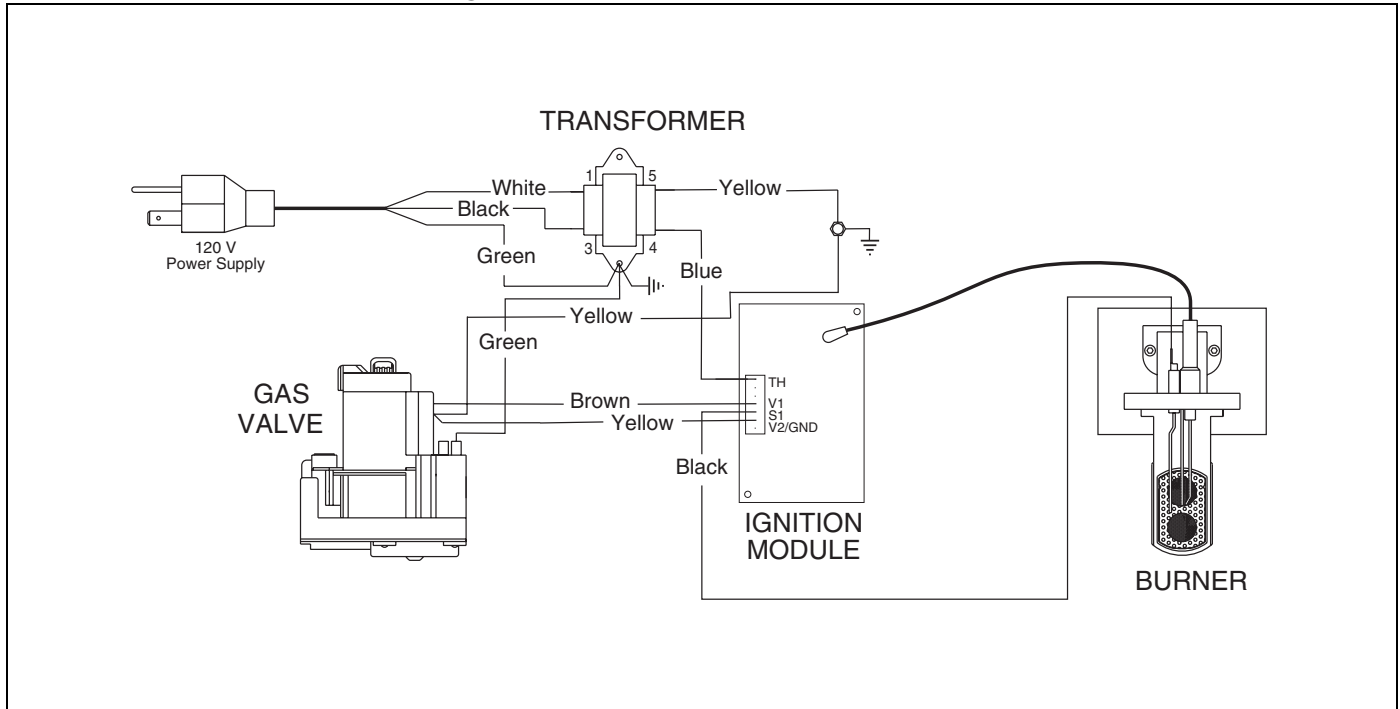 TRANSFORMER
1
5
White
Yellow
Black
120 V
Power Supply
3
4
Green
Blue
Yellow
Green
GAS
VALVE
Brown
Yellow
TH
V1
S1
V2/GND
Black
IGNITION
MODULE
BURNER